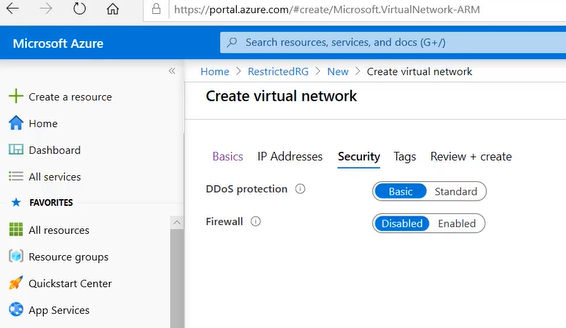 https://portal.azure.com/#create/Microsoft.VirtualNetwork-ARM
Microsoft Azure
Search resources, services, and docs (G+/)
Home > RestrictedRG > New > Create virtual network
Create virtual network
Create a resource
Home
Dashboard
All services
FAVORITES
All resources
Resource groups
Quickstart Center
App Services
Basics IP Addresses Security Tags Review + create
DDoS protection Basic Standard
Firewall Disabled Enabled